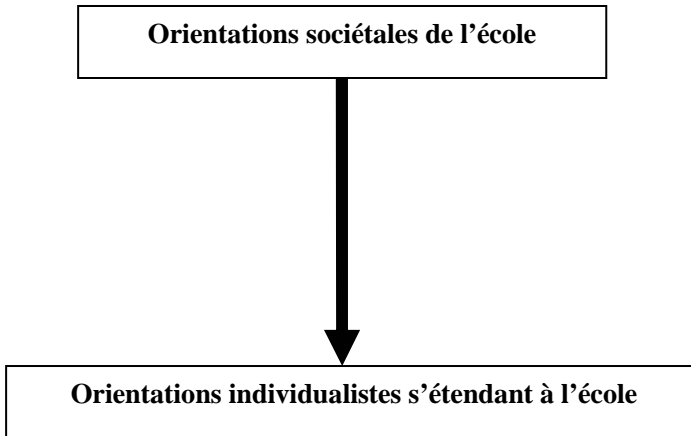 Orientations sociétales de l’école
Orientations individualistes s’étendant à l’école